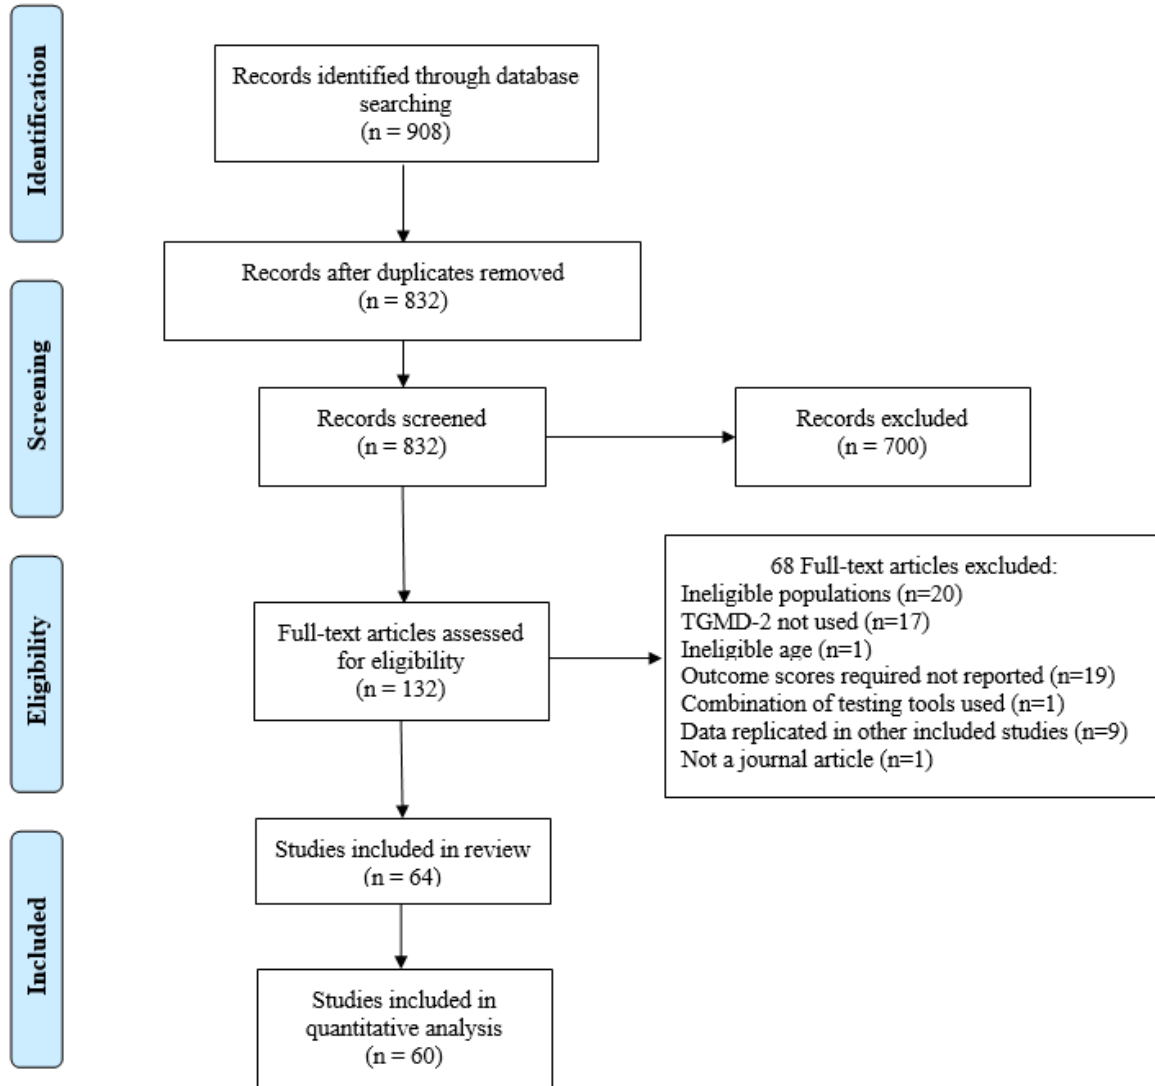 Identification
Records identified through database
searching
(n = 908)
Records after duplicates removed
(n = 832)
Screening
Records screened
(n = 832)
Records excluded
(n = 700)
Eligibility
Full-text articles assessed
for eligibility
(n = 132)
68 Full-text articles excluded:
Ineligible populations (n=20)
TGMD-2 not used (n=17)
Ineligible age (n=1)
Outcome scores required not reported (n=19)
Combination of testing tools used (n=1)
Data replicated in other included studies (n=9)
Not a journal article (n=1)
Included
Studies included in review
(n = 64)
Studies included in
quantitative analysis
(n = 60)